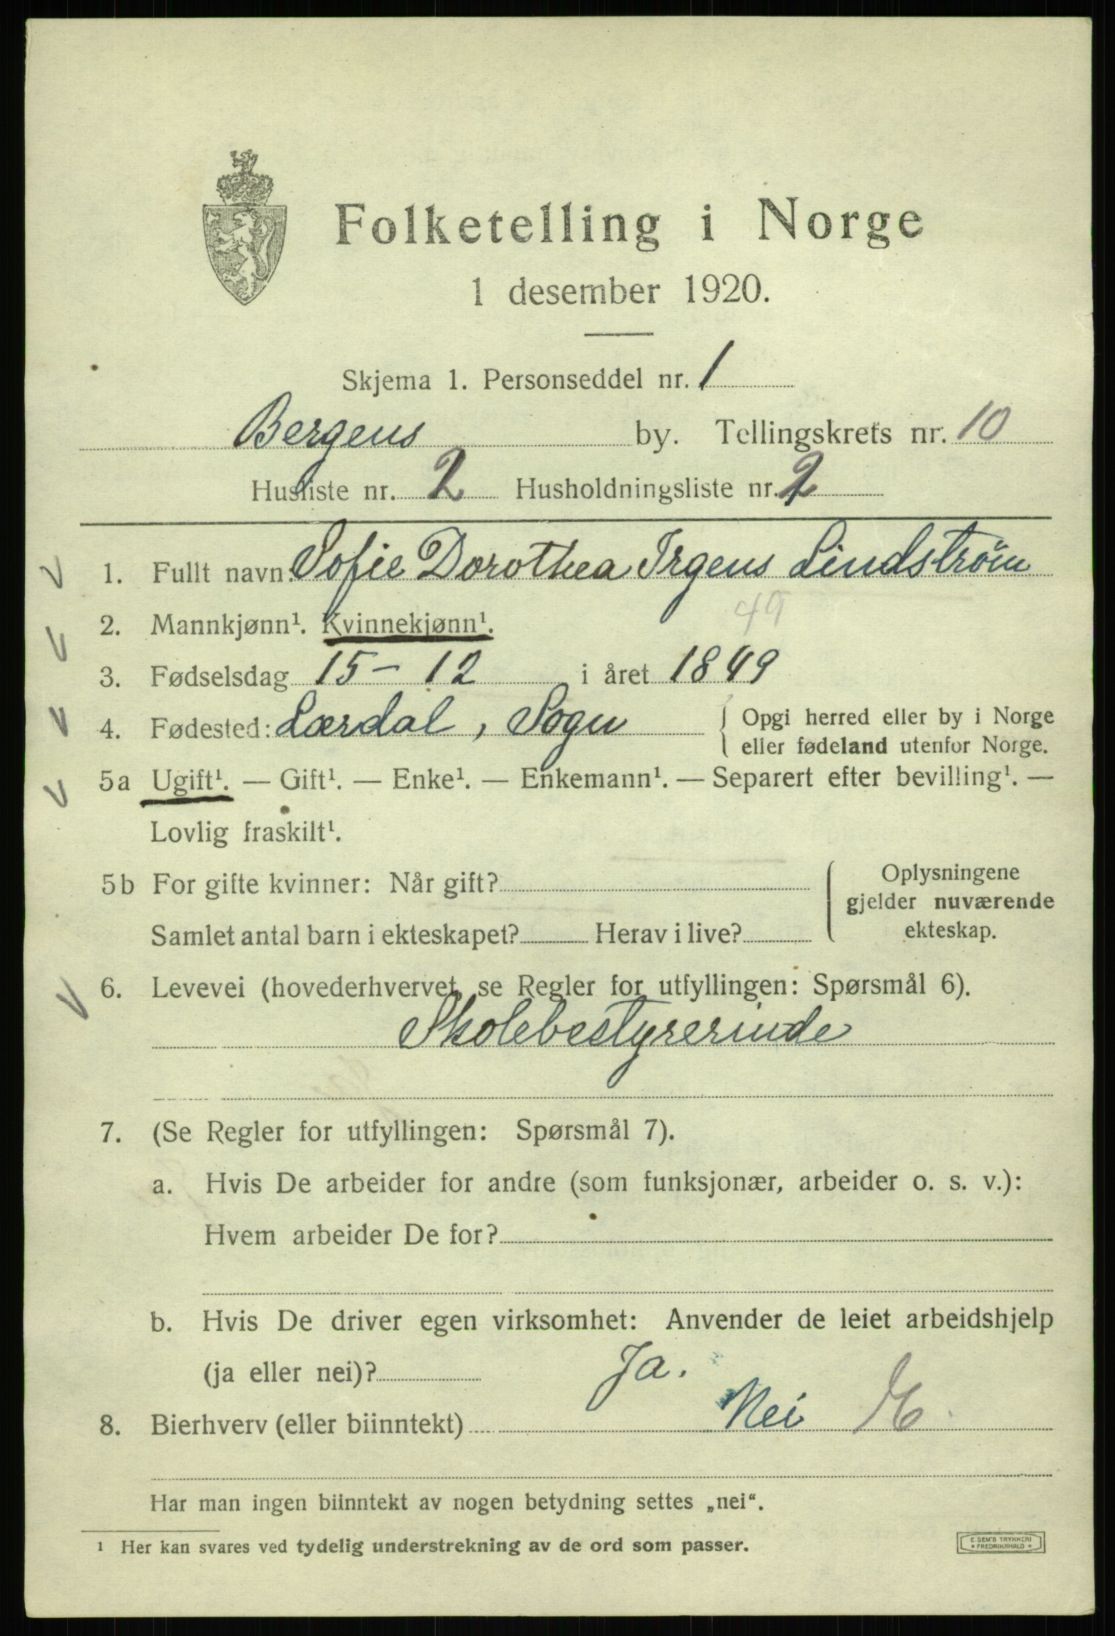 Folketelling i Norge
1 desember 1920.
Skjema 1. Personseddel nr. 1
Bergens by. Tellingskrets nr. 10
Husliste nr. 2 Husholdningsliste nr. 2
1. Fullt navn: Sofie Dorothea Irgens Lindstrøm
2. Mannkjønn¹. Kvinnekjønn¹.
49
3. Fødselsdag 15-12 i året 1849
4. Fødested: Lærdal, Sogn { Opgi herred eller by i Norge
eller fødeland utenfor Norge.
5a Ugift¹. — Gift¹. — Enke¹. — Enkemann¹. — Separert efter bevilling¹. —
Lovlig fraskilt¹.
5b For gifte kvinner: Når gift?
Samlet antal barn i ekteskapet? Herav i live?
Oplysningene
gjelder nuværende
ekteskap.
6. Levevei (hovederhvervet, se Regler for utfyllingen: Spørsmål 6).
Skolebestyrerinde
7. (Se Regler for utfyllingen: Spørsmål 7).
a. Hvis De arbeider for andre (som funksjonær, arbeider o. s. v.):
Hvem arbeider De for?
b. Hvis De driver egen virksomhet: Anvender de leiet arbeidshjelp
(ja eller nei)? Ja.
8. Bierhverv (eller biinntekt) Nei
Har man ingen biinntekt av nogen betydning settes „nei“.
¹ Her kan svares ved tydelig understrekning av de ord som passer.
E. SEM'S TRYKKERI
FREDRIKSHALD